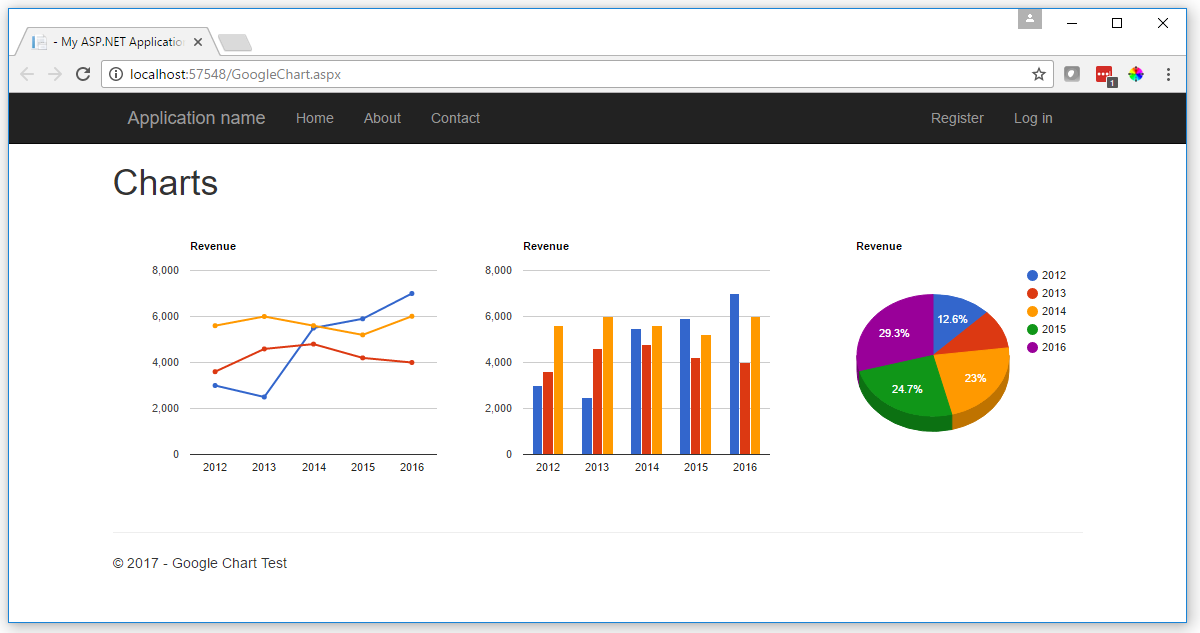 - My ASP.NET Application
localhost:57548/GoogleChart.aspx
1
Application name Home About Contact Register Log in
Charts
Revenue
8,000
6,000
4,000
2,000
0
2012 2013 2014 2015 2016
Revenue
8,000
6,000
4,000
2,000
0
2012 2013 2014 2015 2016
Revenue
12.6%
29.3%
23%
24.7%
2012
2013
2014
2015
2016
© 2017 - Google Chart Test